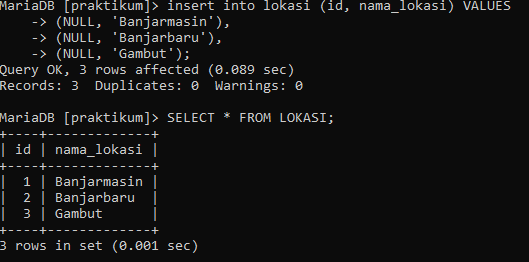 MariaDB [praktikum]> insert into lokasi (id, nama_lokasi) VALUES
    -> (NULL, 'Banjarmasin'),
    -> (NULL, 'Banjarbaru'),
    -> (NULL, 'Gambut');
Query OK, 3 rows affected (0.089 sec)
Records: 3  Duplicates: 0  Warnings: 0

MariaDB [praktikum]> SELECT * FROM LOKASI;
+----+-------------+
| id | nama_lokasi |
+----+-------------+
|  1 | Banjarmasin |
|  2 | Banjarbaru  |
|  3 | Gambut      |
+----+-------------+
3 rows in set (0.001 sec)